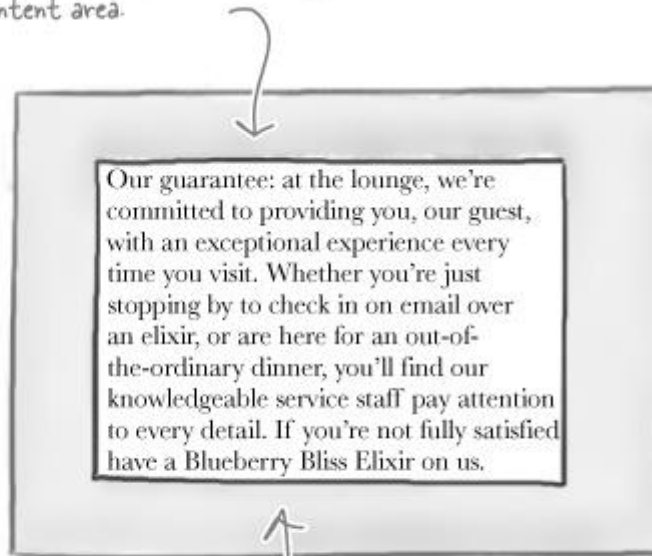 content area.
Our guarantee: at the lounge, we're
committed to providing you, our guest,
with an exceptional experience every
time you visit. Whether you're just
stopping by to check in on email over
an elixir, or are here for an out-of-
the-ordinary dinner, you'll find our
knowledgeable service staff pay attention
to every detail. If you're not fully satisfied
have a Blueberry Bliss Elixir on us.